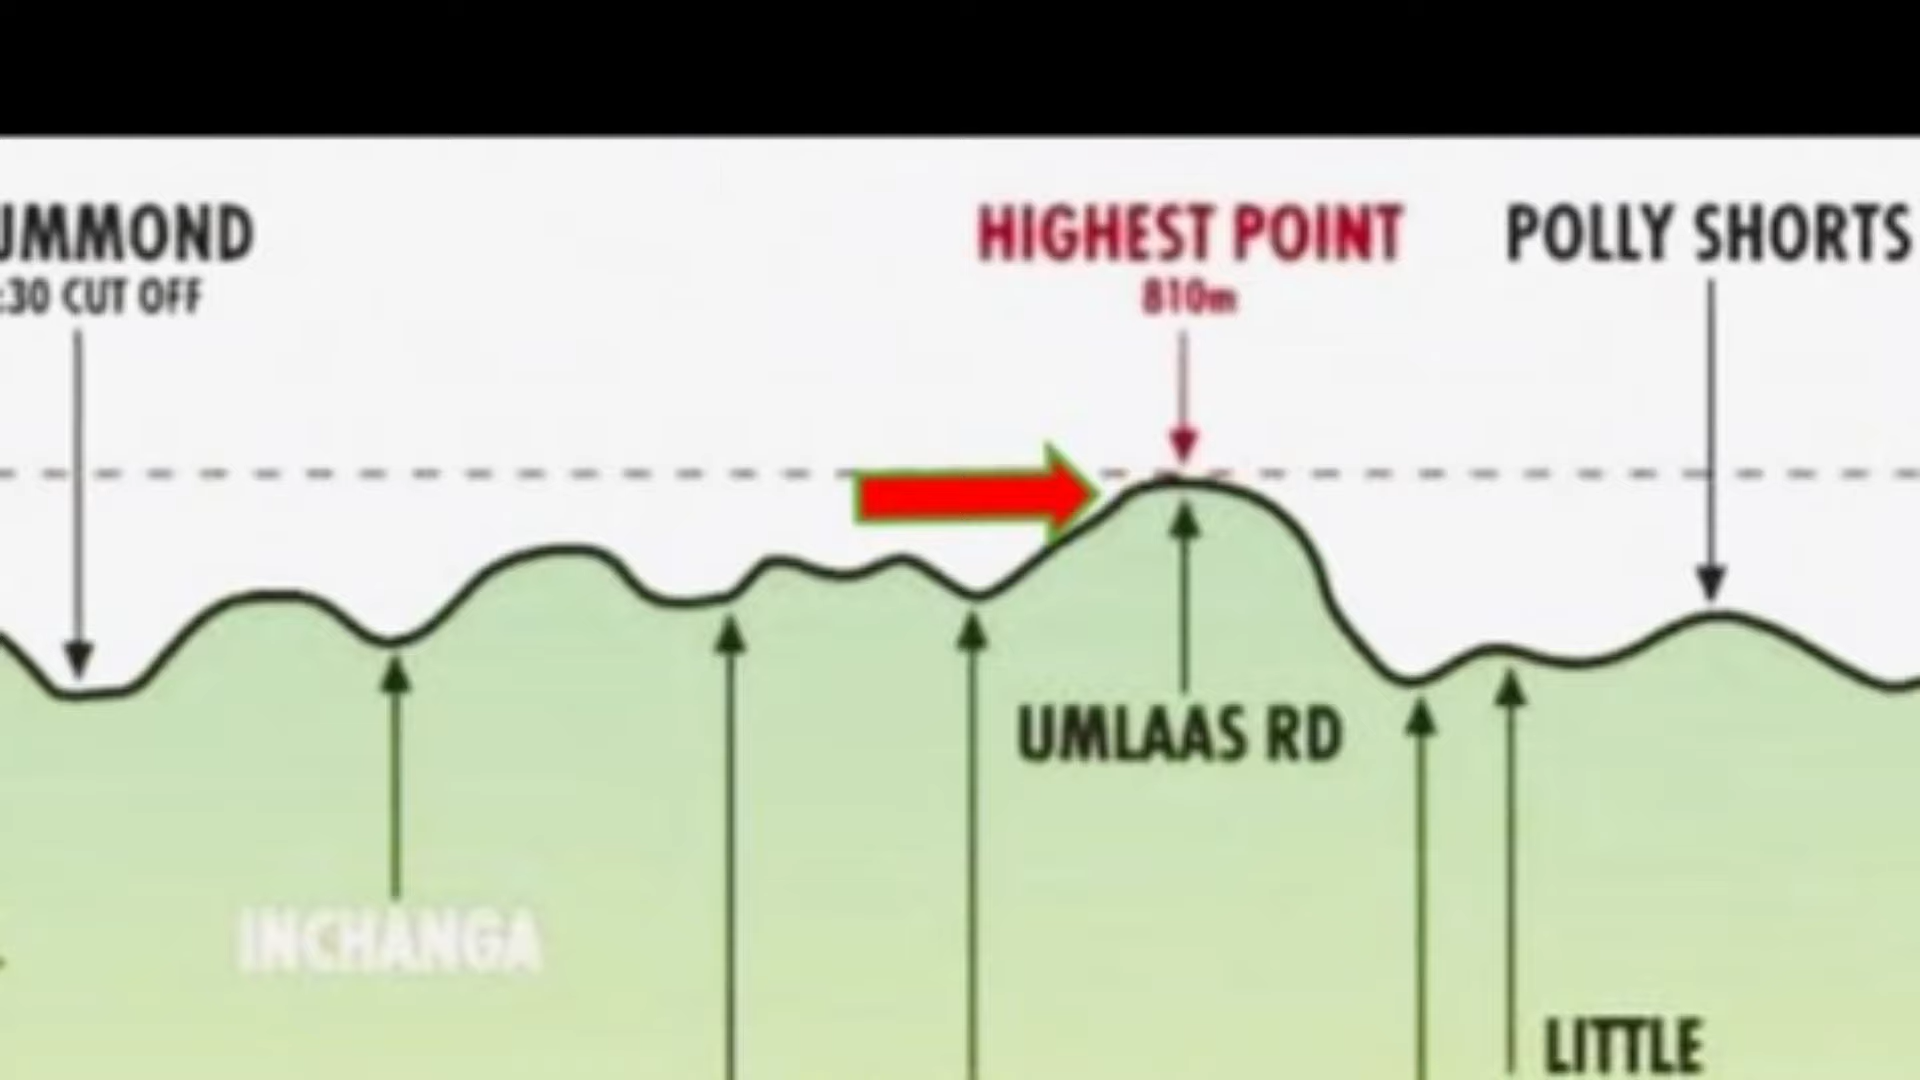 UMMOND
:30 CUT OFF
HIGHEST POINT
810m
POLLY SHORTS
UMLAAS RD
INCHANGA
LITTLE